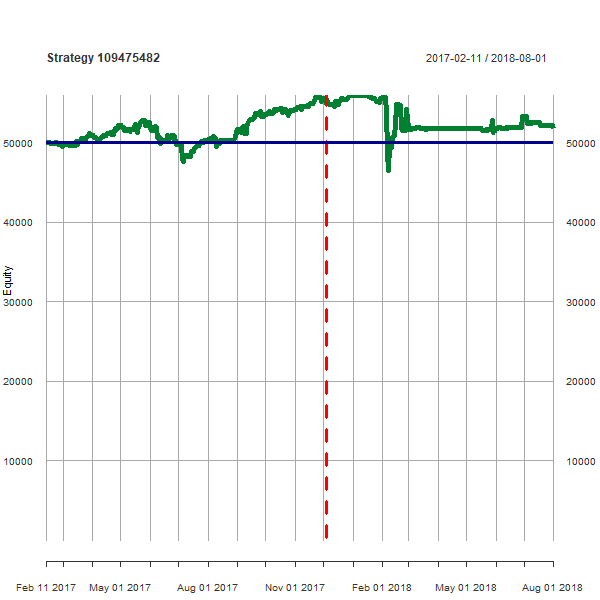 Strategy 109475482
2017-02-11 / 2018-08-01
Equity
50000
40000
30000
20000
10000
50000
40000
30000
20000
10000
Feb 11 2017
May 01 2017
Aug 01 2017
Nov 01 2017
Feb 01 2018
May 01 2018
Aug 01 2018